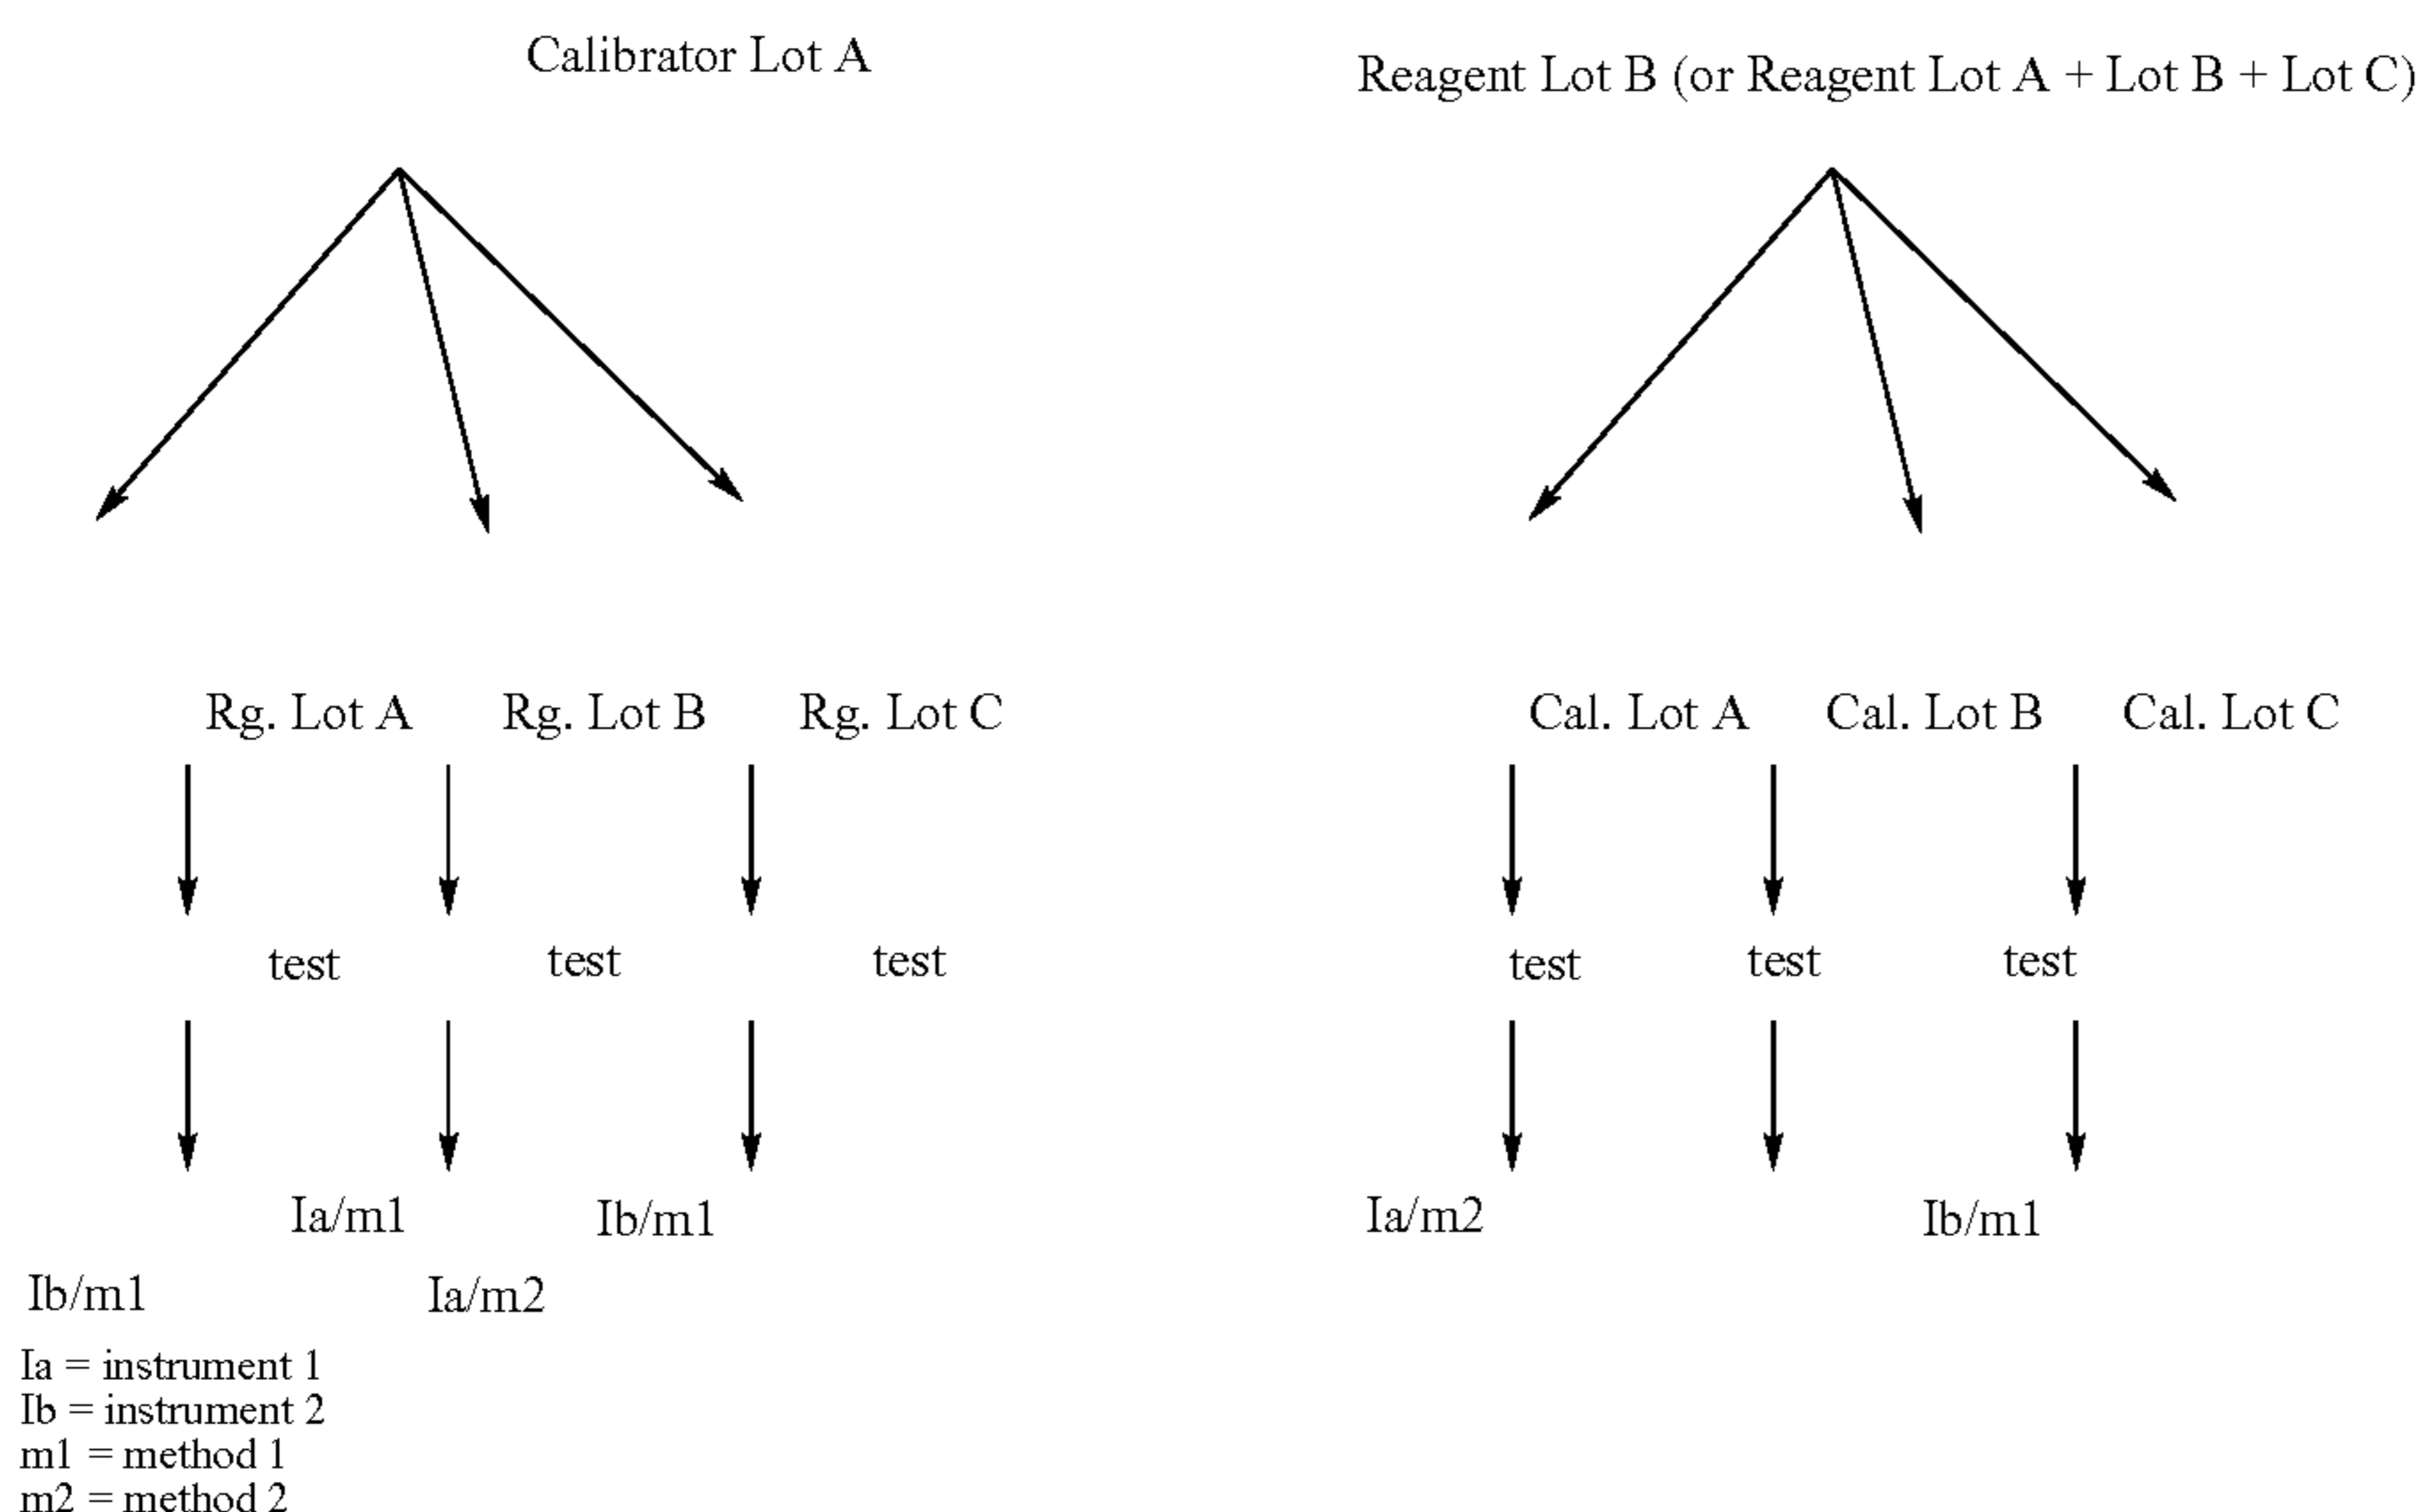 Calibrator Lot A
Reagent Lot B (or Reagent Lot A + Lot B + Lot C)
Rg. Lot A Rg. Lot B Rg. Lot C Cal. Lot A Cal. Lot B Cal. Lot C
test test test test test test
Ia/m1 Ib/m1 Ia/m2 Ib/m1
Ib/m1 Ia/m2
Ia = instrument 1
Ib = instrument 2
m1 = method 1
m2 = method 2